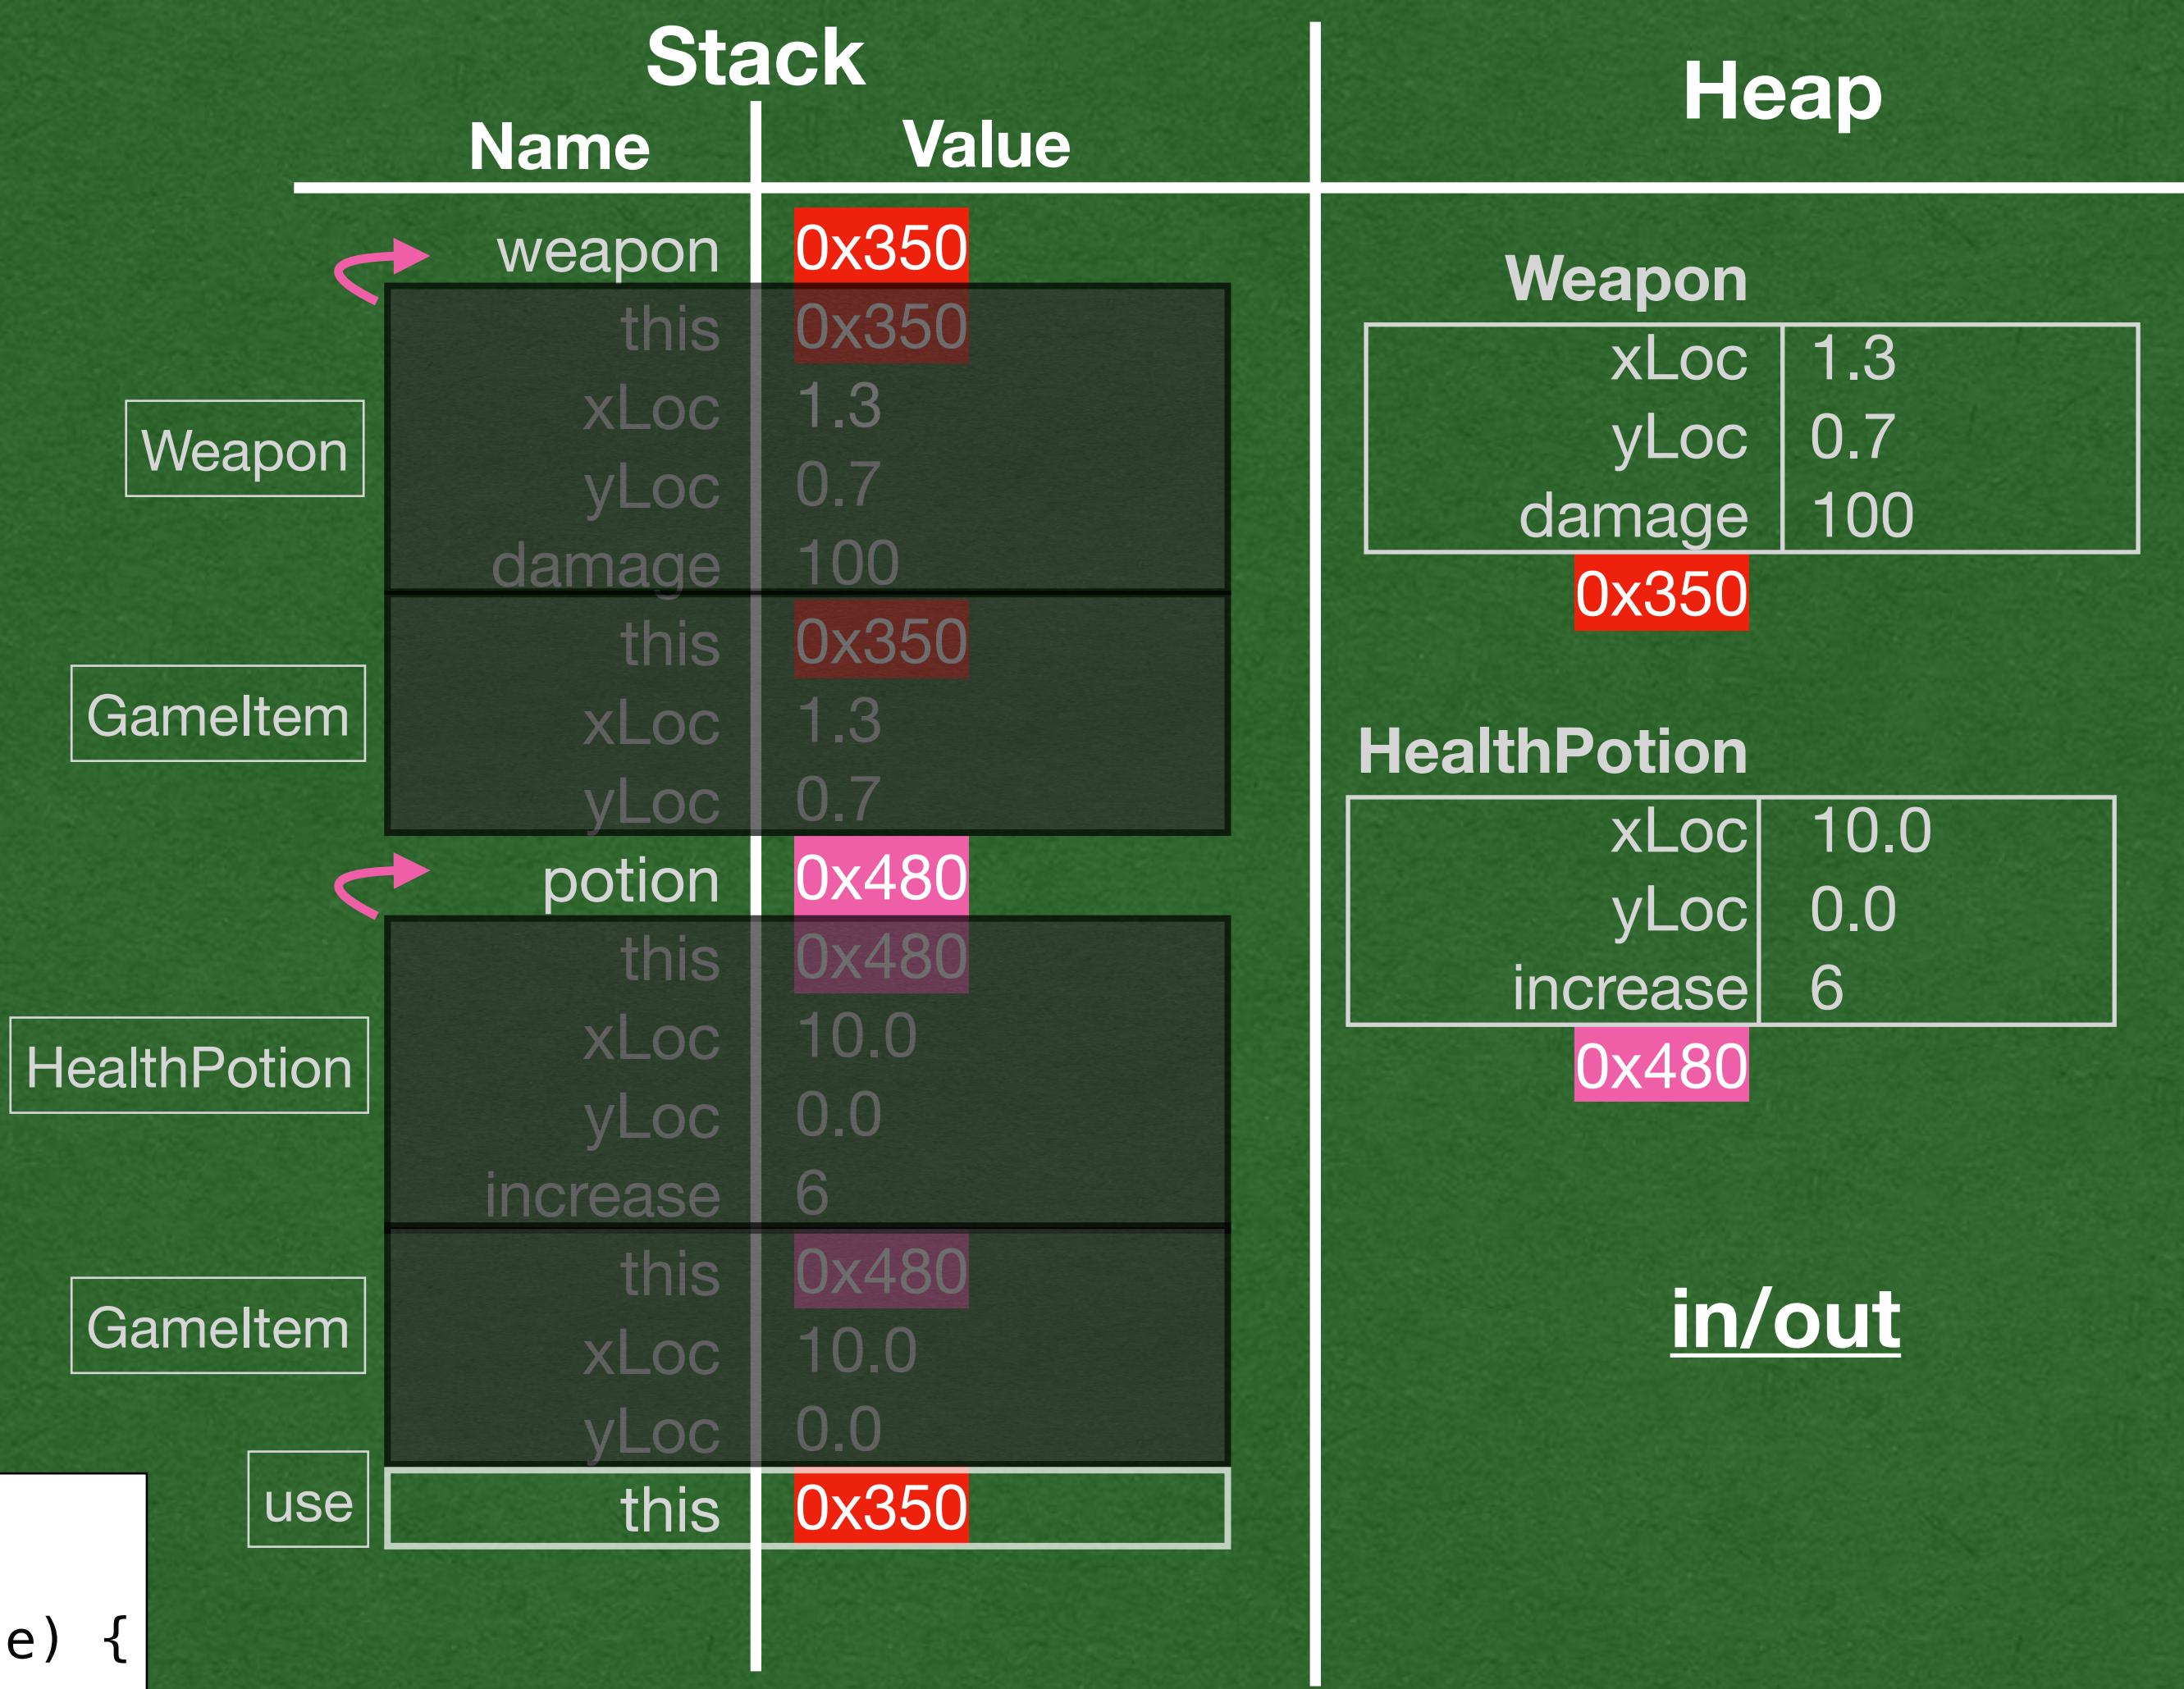 Stack
Name Value
weapon 0x350
this 0x350
xLoc 1.3
Weapon
yLoc 0.7
damage 100
this 0x350
GameItem
xLoc 1.3
yLoc 0.7
potion 0x480
this 0x480
xLoc 10.0
HealthPotion
yLoc 0.0
increase 6
this 0x480
GameItem
xLoc 10.0
yLoc 0.0
use
this 0x350
e) {
Heap
Weapon
xLoc 1.3
yLoc 0.7
damage 100
0x350
HealthPotion
xLoc 10.0
yLoc 0.0
increase 6
0x480
in/out